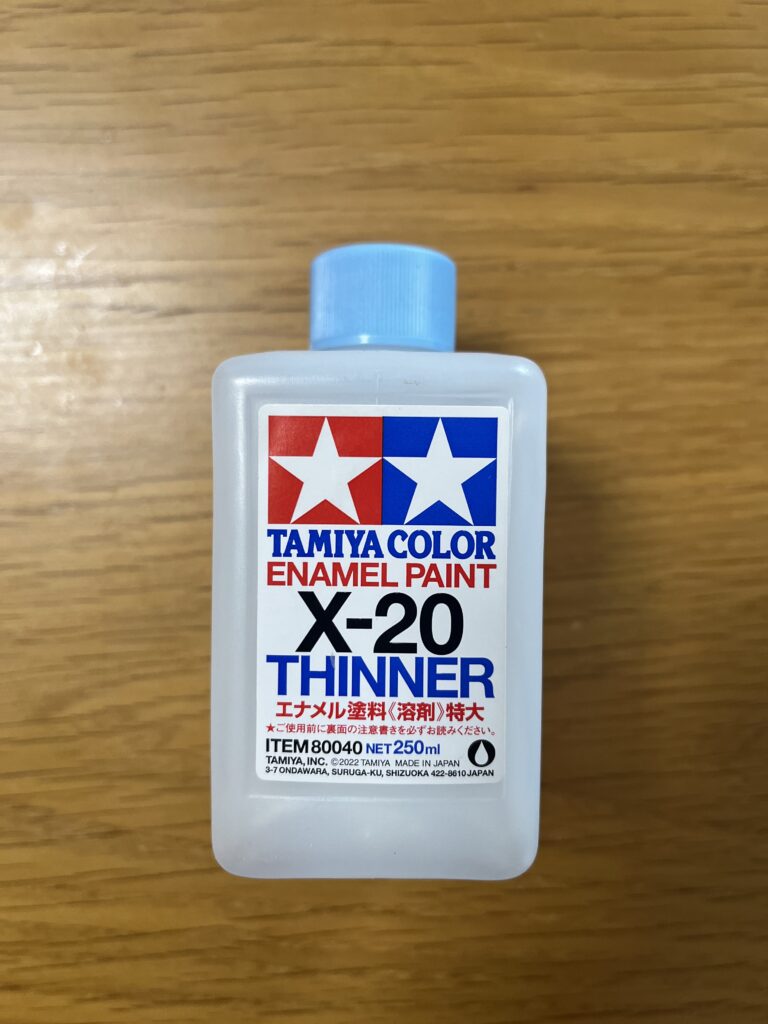 TAMIYA COLOR
ENAMEL PAINT
X-20
THINNER
エナメル塗料《溶剤》特大
★ご使用前に裏面の注意書きを必ずお読みください。
ITEM 80040 NET 250ml
TAMIYA, INC. ©2022 TAMIYA MADE IN JAPAN
3-7 ONDAWARA, SURUGA-KU, SHIZUOKA 422-8610 JAPAN